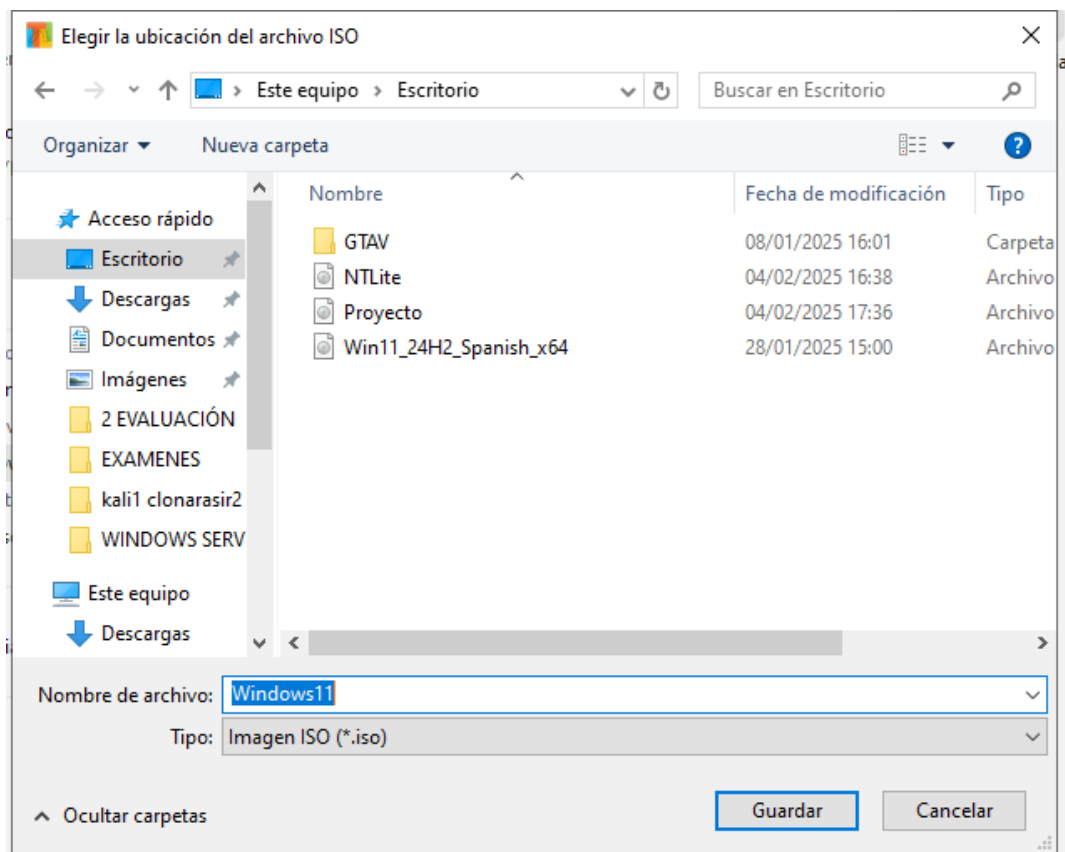 Elegir la ubicación del archivo ISO
Este equipo > Escritorio
Buscar en Escritorio
Organizar
Nueva carpeta
Nombre
Fecha de modificación
Tipo
Acceso rápido
Escritorio
Descargas
Documentos
Imágenes
2 EVALUACIÓN
EXAMENES
kali1 clonarasir2
WINDOWS SERV
Este equipo
Descargas
GTAV 08/01/2025 16:01 Carpeta
NTLite 04/02/2025 16:38 Archivo
Proyecto 04/02/2025 17:36 Archivo
Win11_24H2_Spanish_x64 28/01/2025 15:00 Archivo
Nombre de archivo: Windows11
Tipo: Imagen ISO (*.iso)
Ocultar carpetas
Guardar
Cancelar